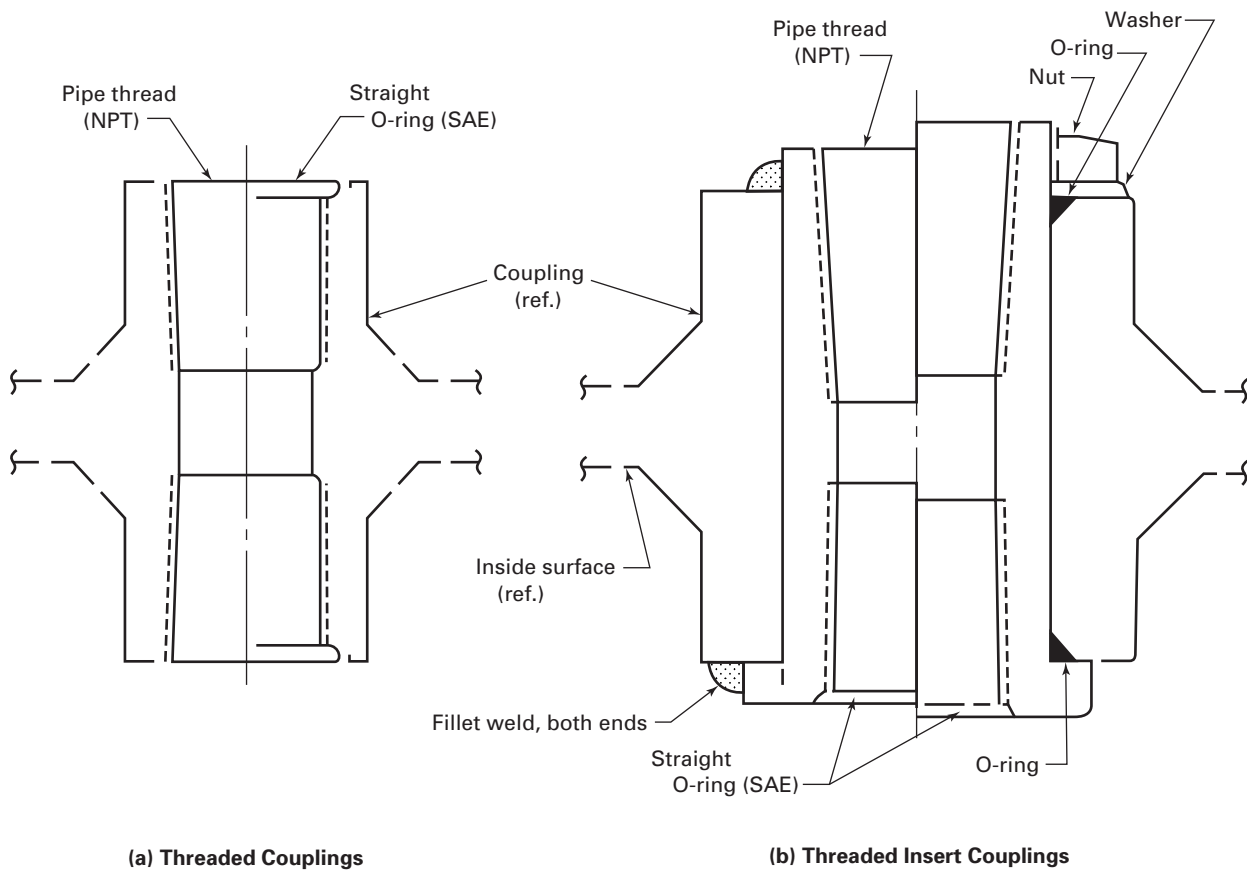 Washer
O-ring
Nut
Pipe thread
(NPT)
Pipe thread
(NPT)
Straight
O-ring (SAE)
Coupling
(ref.)
Inside surface
(ref.)
Fillet weld, both ends
Straight
O-ring (SAE)
O-ring
(a) Threaded Couplings
(b) Threaded Insert Couplings